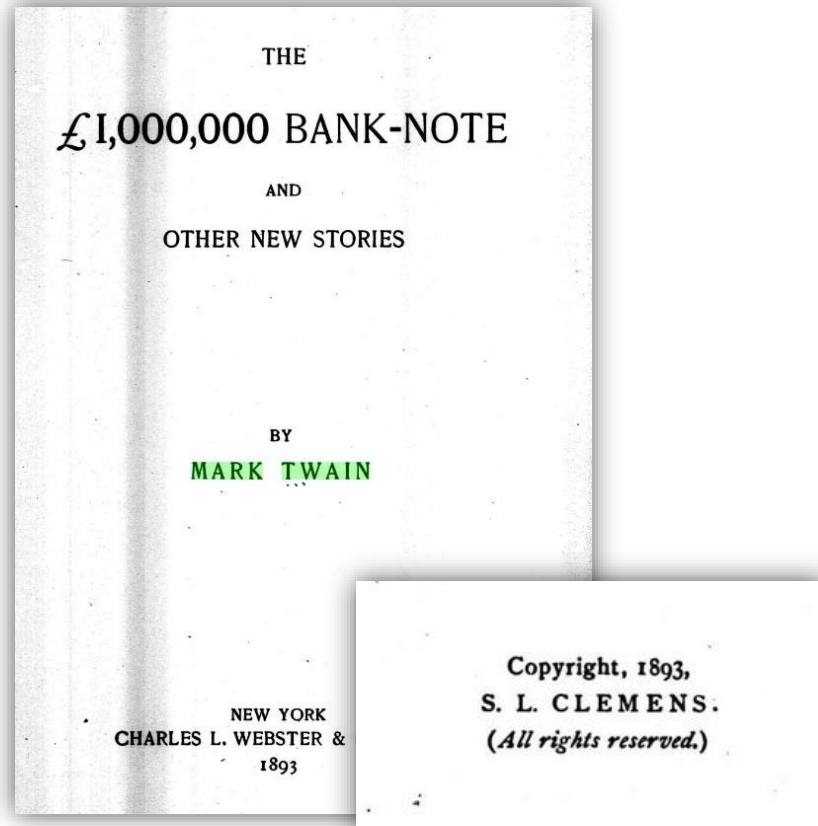 THE
£1,000,000 BANK-NOTE
AND
OTHER NEW STORIES
BY
MARK TWAIN
NEW YORK
CHARLES L. WEBSTER &
1893
Copyright, 1893,
S. L. CLEMENS.
(All rights reserved.)